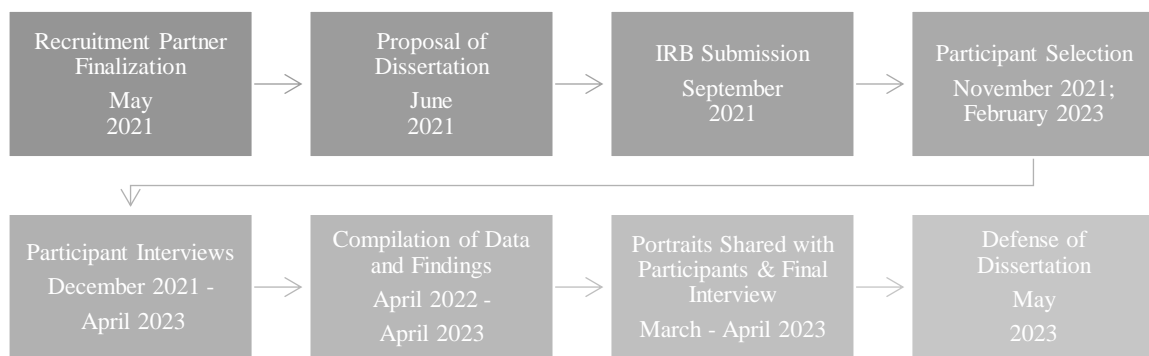 Recruitment Partner
Finalization
May
2021
Proposal of
Dissertation
June
2021
IRB Submission
September
2021
Participant Selection
November 2021;
February 2023
Participant Interviews
December 2021 -
April 2023
Compilation of Data
and Findings
April 2022 -
April 2023
Portraits Shared with
Participants & Final
Interview
March - April 2023
Defense of
Dissertation
May
2023